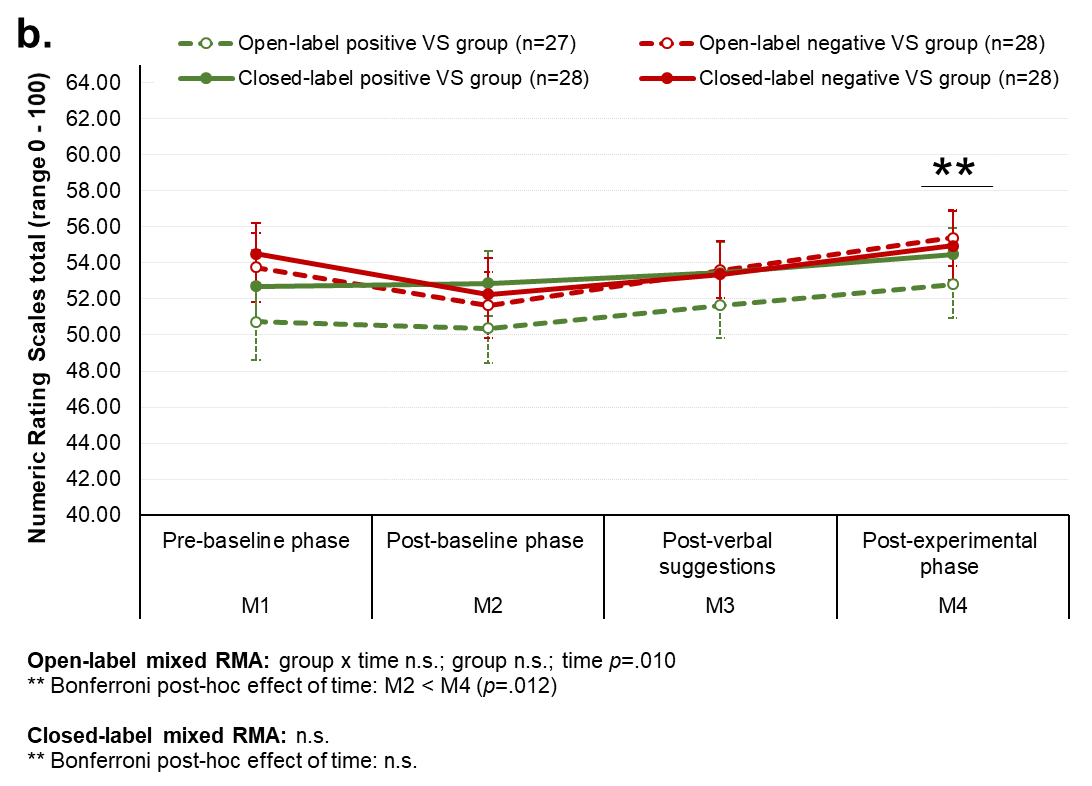 b.
Open-label positive VS group (n=27)
Open-label negative VS group (n=28)
Closed-label positive VS group (n=28)
Closed-label negative VS group (n=28)
Numeric Rating Scales total (range 0 - 100)
64.00
62.00
60.00
58.00
56.00
54.00
52.00
50.00
48.00
46.00
44.00
42.00
40.00
**
Pre-baseline phase
Post-baseline phase
Post-verbal
suggestions
Post-experimental
phase
M1
M2
M3
M4
Open-label mixed RMA: group x time n.s.; group n.s.; time p=.010
** Bonferroni post-hoc effect of time: M2 < M4 (p=.012)
Closed-label mixed RMA: n.s.
** Bonferroni post-hoc effect of time: n.s.